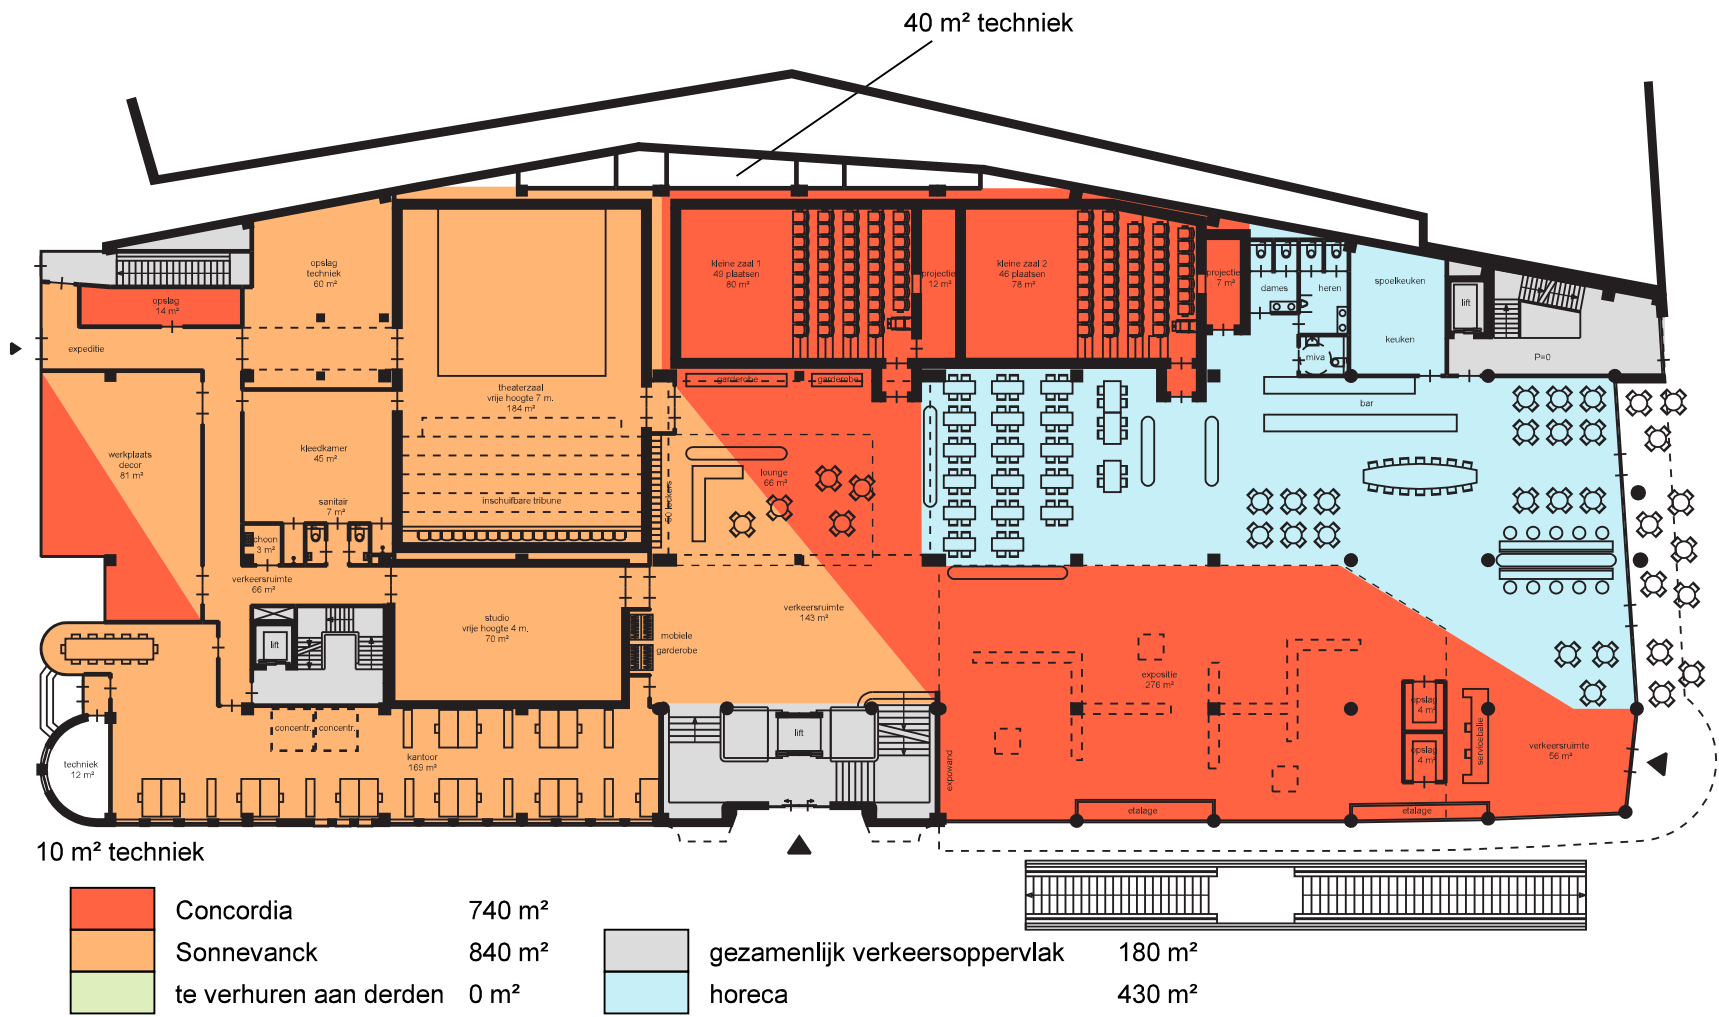 40 m² techniek
opslag
techniek
60 m²
kleine zaal 1
49 plaatsen
80 m²
projectie
12 m²
kleine zaal 2
46 plaatsen
78 m²
projectie
7 m²
dames
heren
spoelkeuken
lift
opslag
14 m²
expeditie
keuken
miva
P=0
garderobe
garderobe
theaterzaal
vrije hoogte 7 m.
184 m²
bar
kleedkamer
45 m²
werkplaats
decor
81 m²
lounge
66 m²
sanitair
7 m²
inschuifbare tribune
lockers
schoon
3 m²
verkeersruimte
66 m²
studio
vrije hoogte 4 m.
70 m²
verkeersruimte
143 m²
mobiele
garderobe
lift
expositie
276 m²
opslag
4 m²
concentr.
concentr.
lift
servicebalie
verkeersruimte
56 m²
opslag
4 m²
kantoor
169 m²
techniek
12 m²
expowand
etalage
etalage
10 m² techniek
Concordia 740 m²
Sonnevanck 840 m²
te verhuren aan derden 0 m²
gezamenlijk verkeersoppervlak 180 m²
horeca 430 m²